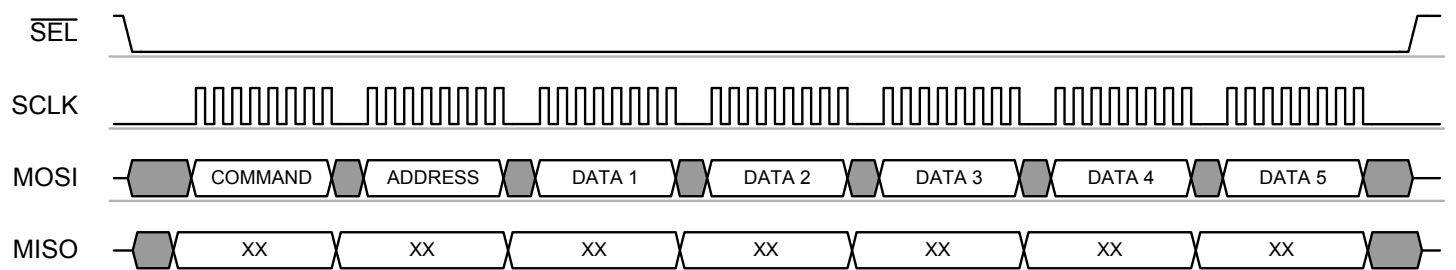 SEL
SCLK
MOSI COMMAND ADDRESS DATA 1 DATA 2 DATA 3 DATA 4 DATA 5
MISO XX XX XX XX XX XX XX